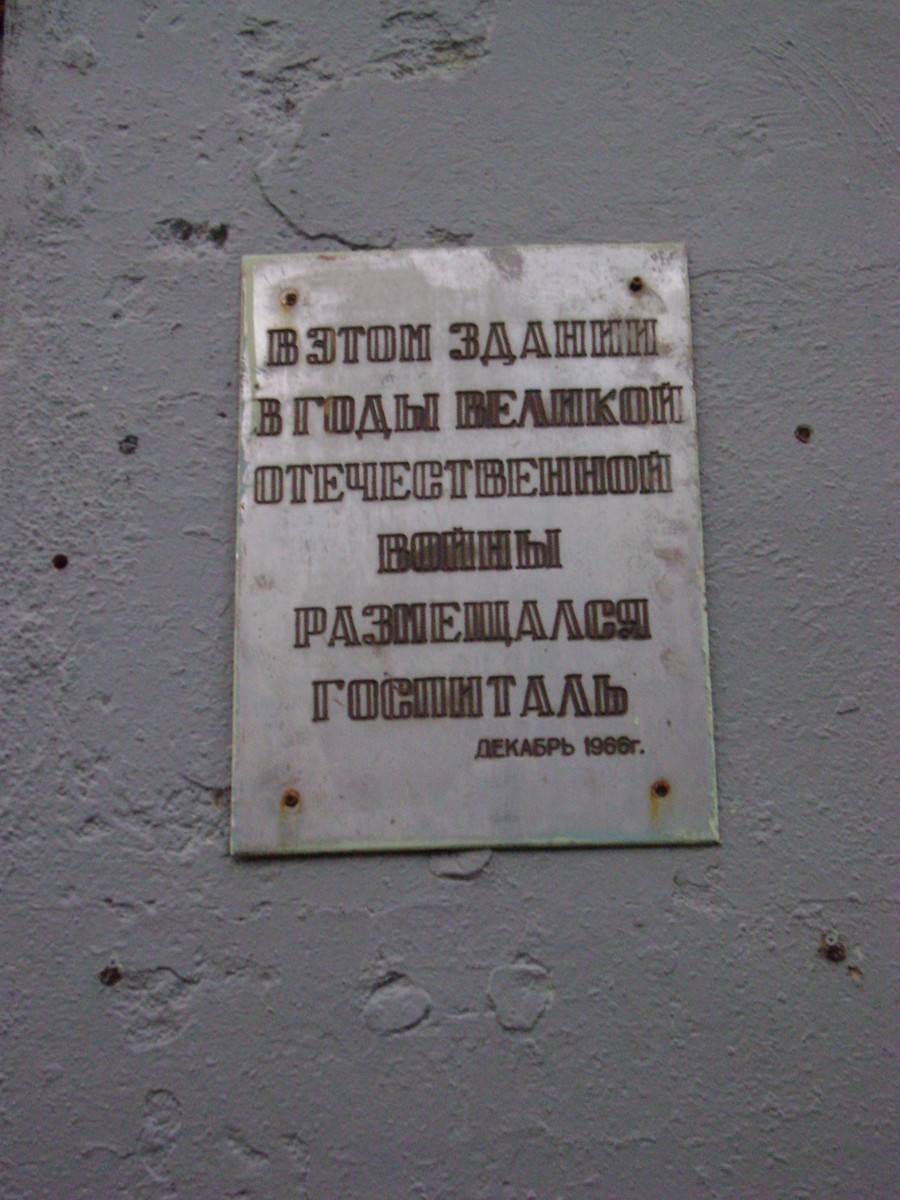 В ЭТОМ ЗДАНИИ
В ГОДЫ ВЕЛИКОЙ
ОТЕЧЕСТВЕННОЙ
ВОЙНЫ
РАЗМЕЩАЛСЯ
ГОСПИТАЛЬ
ДЕКАБРЬ 1966г.